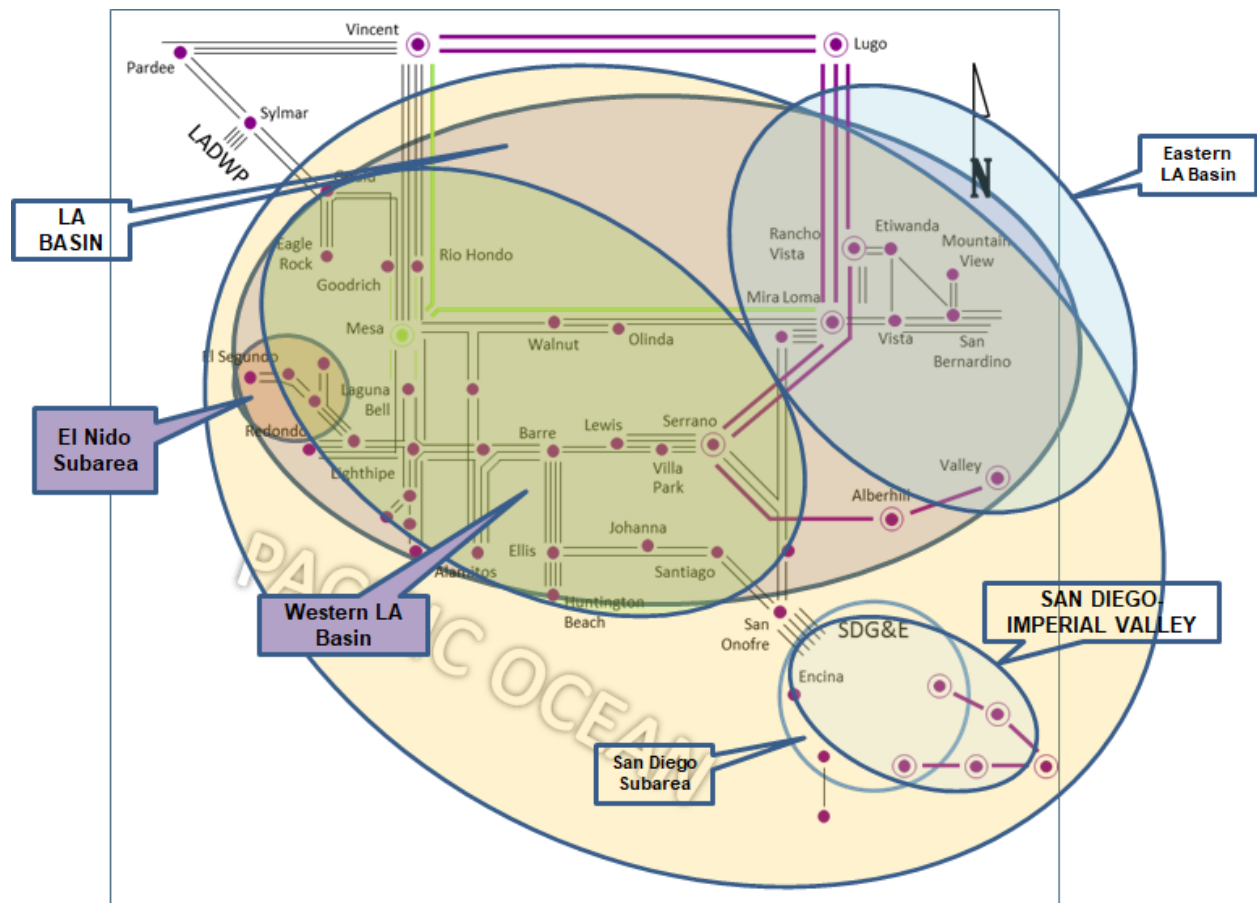 Vincent
Lugo
Pardee
Sylmar
LADWP
N
Eastern
LA Basin
LA
BASIN
Eagle
Rock
Goodrich
Rio Hondo
Rancho
Vista
Etiwanda
Mountain
View
Mira Loma
Mesa
Walnut
Olinda
Vista
San
Bernardino
El Segundo
Laguna
Bell
El Nido
Subarea
Redondo
Lighthipe
Barre
Lewis
Serrano
Villa
Park
Valley
Alberhill
Johanna
Ellis
Santiago
Alamitos
Huntington
Beach
Western LA
Basin
PACIFIC OCEAN
San
Onofre
SDG&E
SAN DIEGO-
IMPERIAL VALLEY
Encina
San Diego
Subarea